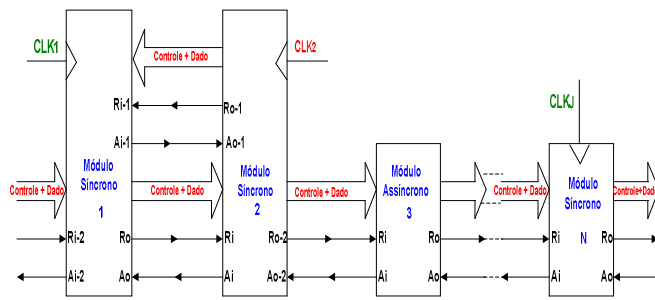 CLK1
Controle + Dado
CLK2
Ri-1
Ro-1
Ai-1
Ao-1
CLKJ
Controle + Dado
Módulo
Síncrono
1
Controle + Dado
Módulo
Síncrono
2
Controle + Dado
Módulo
Assíncrono
3
Controle + Dado
Módulo
Síncrono
N
Controle+Dado
Ri-2
Ro
Ri
Ro-2
Ri
Ro
Ri
Ro
Ai-2
Ao
Ai
Ao-2
Ai
Ao
Ai
Ao